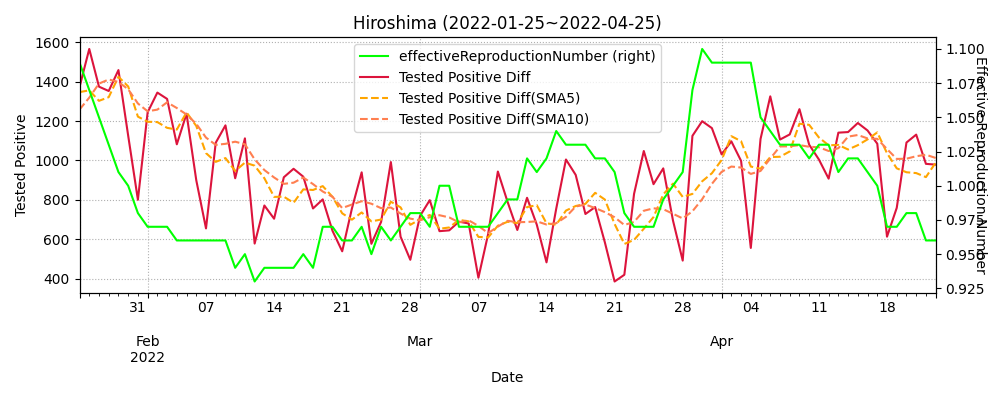 Hiroshima (2022-01-25~2022-04-25)
effectiveReproductionNumber (right)
Tested Positive Diff
Tested Positive Diff(SMA5)
Tested Positive Diff(SMA10)
Tested Positive
1600
1400
1200
1000
800
600
400
1.100
1.075
1.050
1.025
1.000
0.975
0.950
0.925
EffectiveReproductionNumber
31 07 14 21 28 07 14 21 28 04 11 18
Feb Mar Apr
2022
Date